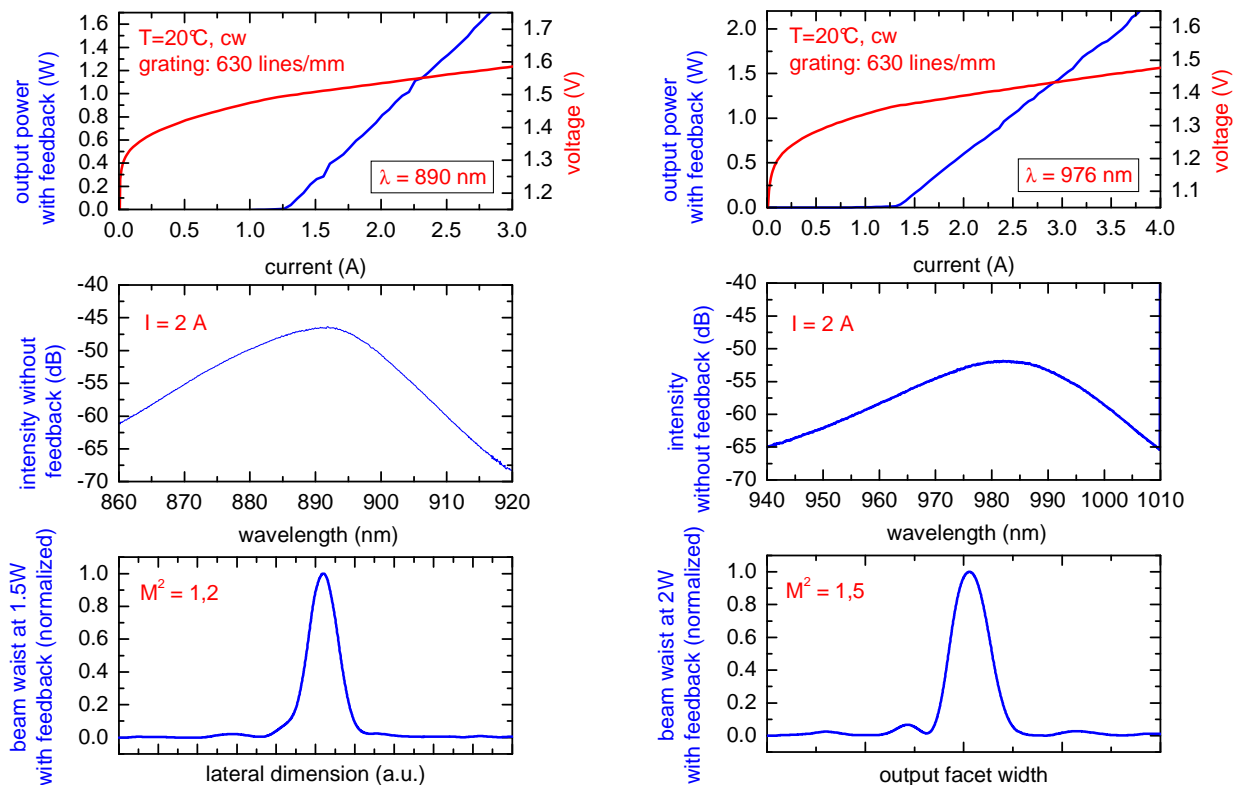 output power
with feedback (W)
1.6
1.4
1.2
1.0
0.8
0.6
0.4
0.2
0.0
T=20°C, cw
grating: 630 lines/mm
λ = 890 nm
1.7
1.6
1.5
1.4
1.3
1.2
voltage (V)
0.0 0.5 1.0 1.5 2.0 2.5 3.0
current (A)
output power
with feedback (W)
2.0
1.5
1.0
0.5
0.0
T=20°C, cw
grating: 630 lines/mm
λ = 976 nm
1.6
1.5
1.4
1.3
1.2
1.1
voltage (V)
0.0 0.5 1.0 1.5 2.0 2.5 3.0 3.5 4.0
current (A)
intensity without
feedback (dB)
-40
-45
-50
-55
-60
-65
-70
I = 2 A
860 870 880 890 900 910 920
wavelength (nm)
intensity
without feedback (dB)
-40
-45
-50
-55
-60
-65
-70
I = 2 A
940 950 960 970 980 990 1000 1010
wavelength (nm)
beam waist at 1.5W
with feedback (normalized)
1.0
0.8
0.6
0.4
0.2
0.0
M² = 1,2
lateral dimension (a.u.)
beam waist at 2W
with feedback (normalized)
1.0
0.8
0.6
0.4
0.2
0.0
M² = 1,5
output facet width